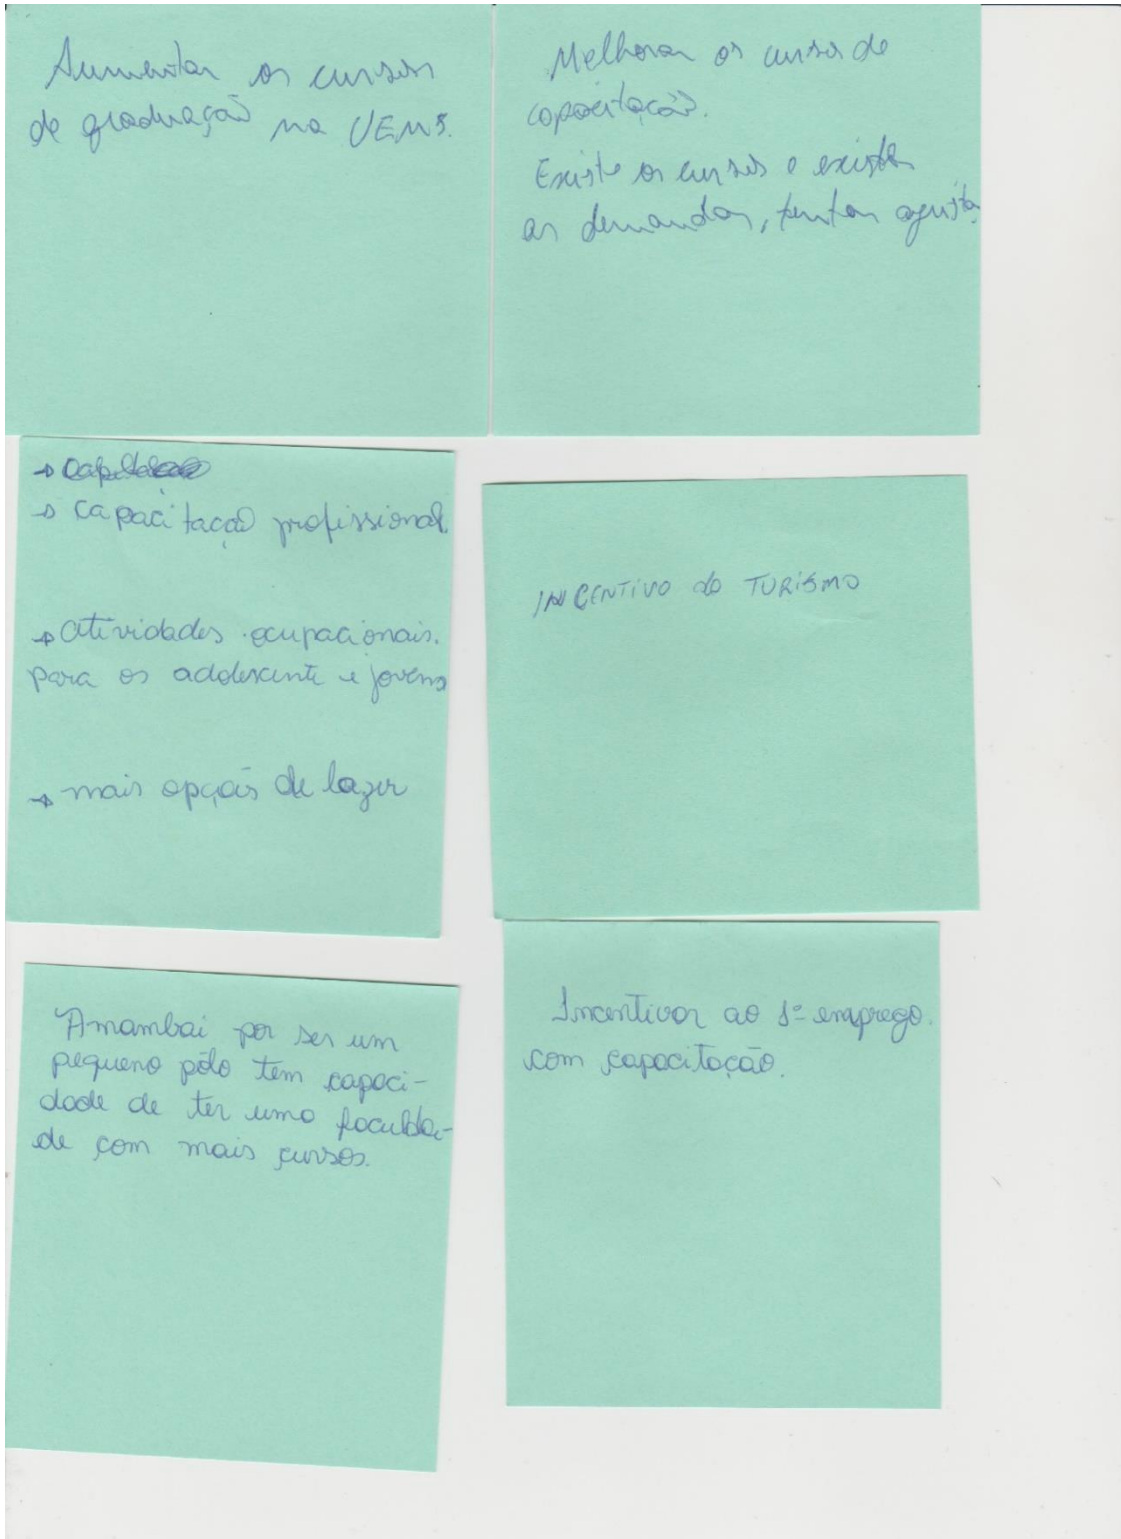 Aumentar os cursos
de graduação na UEMS.
Melhorar os curso de
capacitação.
Existe os cursos e existem
as demandas, tentar ajustar
→ capacitação profissional.
→ atividades ocupacionais.
para os adolescente e jovens
→ mais opções de lazer
INCENTIVO do TURISMO
Amambai por ser um
pequeno pólo tem capaci-
dade de ter uma faculda-
de com mais cursos.
Incentivar ao 1º emprego
com capacitação.